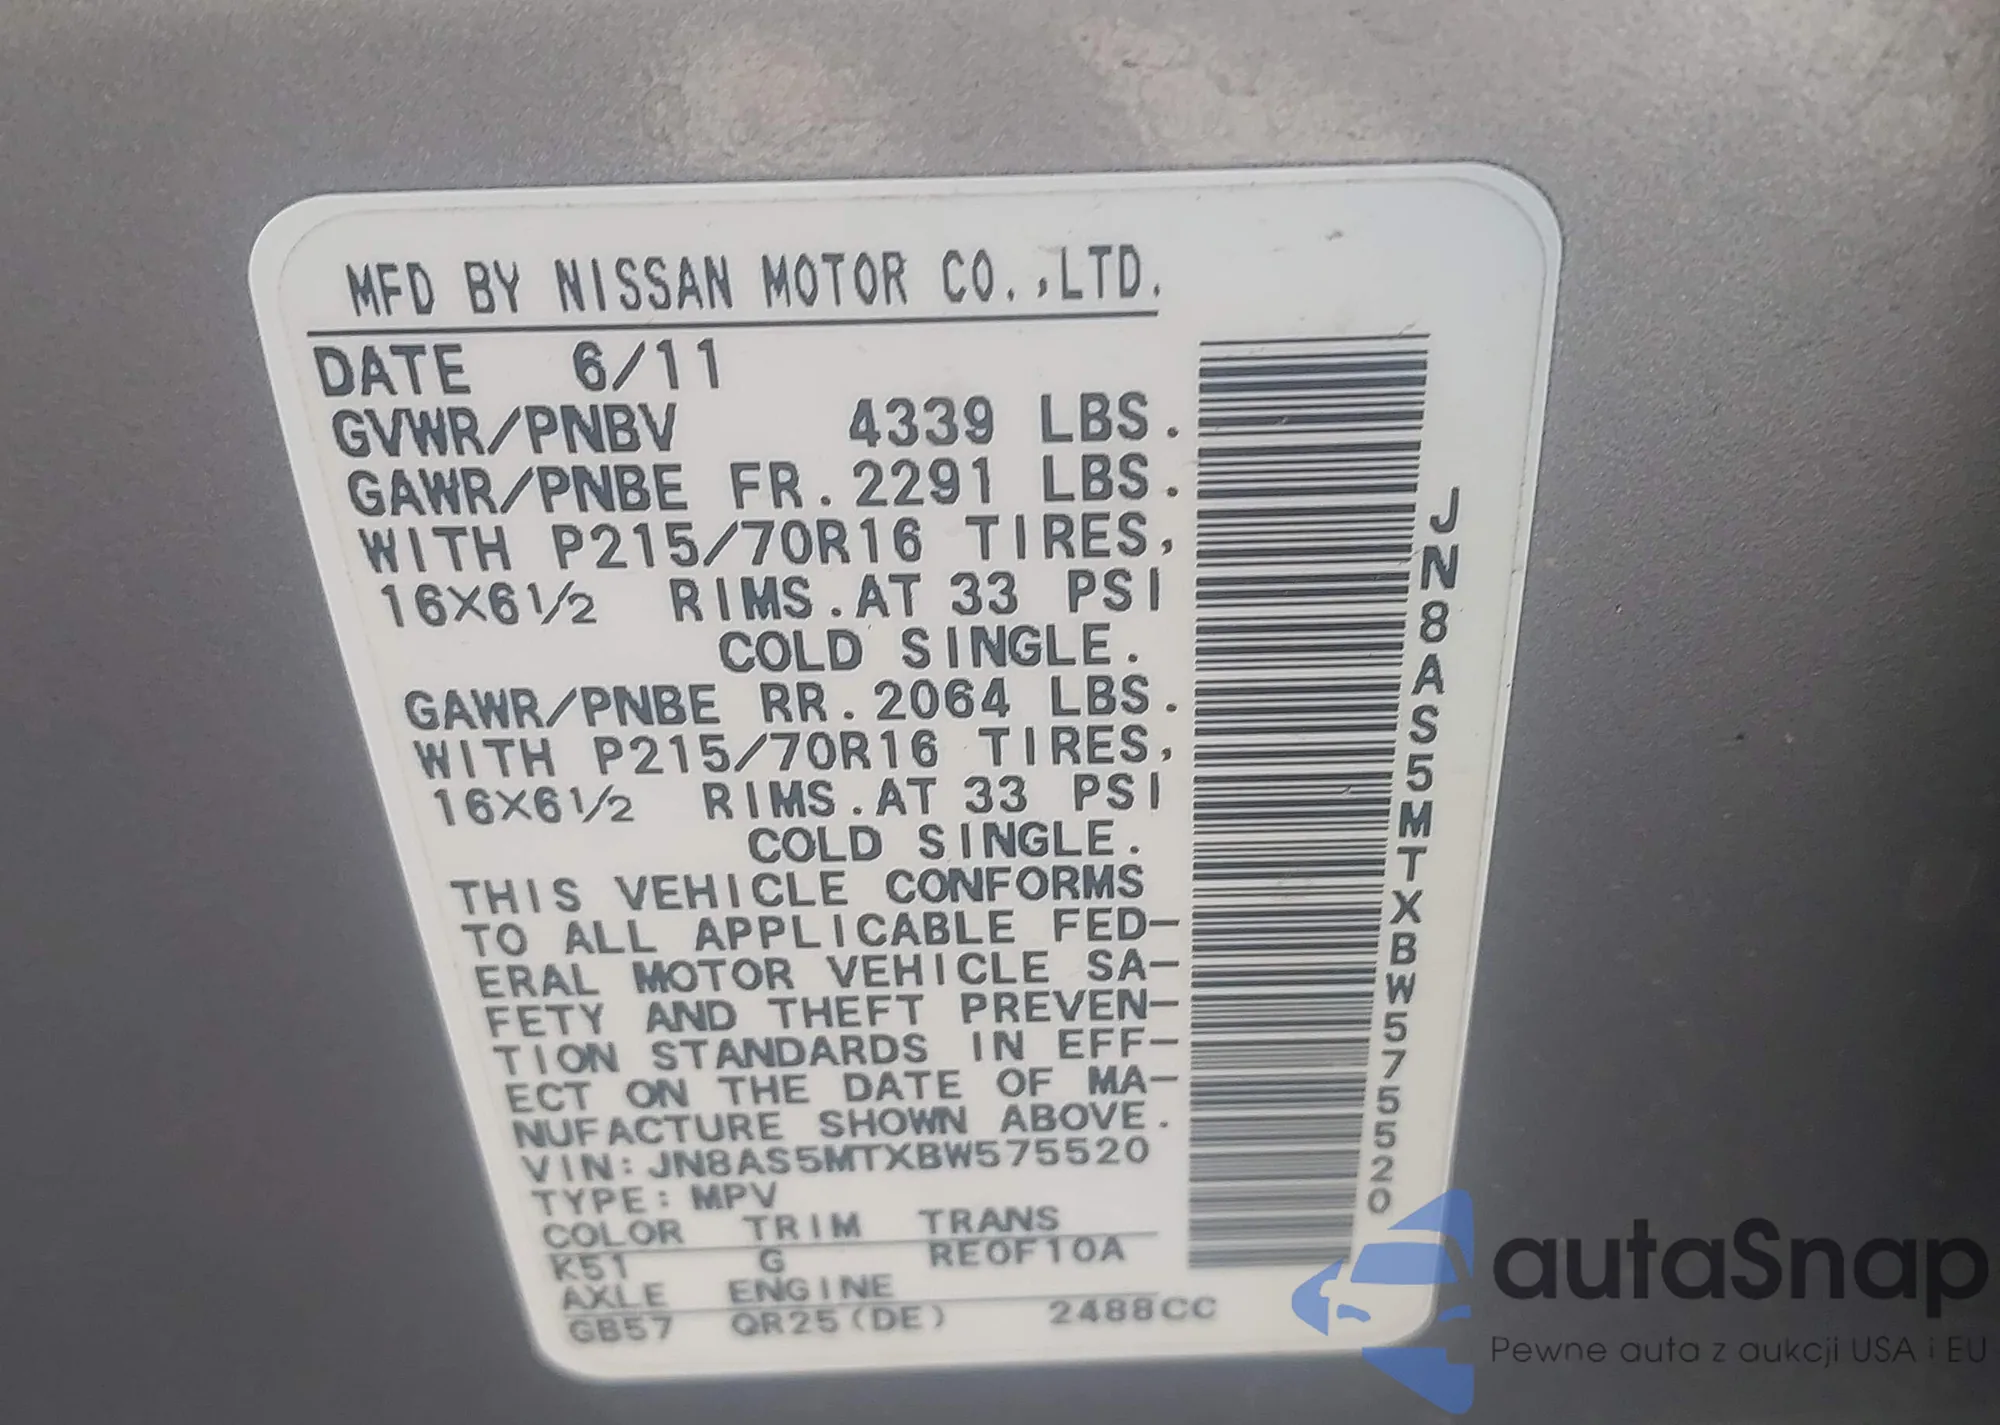 MFD BY NISSAN MOTOR CO.,LTD.
DATE 6/11
GVWR/PNBV 4339 LBS.
GAWR/PNBE FR.2291 LBS.
WITH P215/70R16 TIRES,
16X6½ RIMS.AT 33 PSI
COLD SINGLE.
GAWR/PNBE RR.2064 LBS.
WITH P215/70R16 TIRES,
16X6½ RIMS.AT 33 PSI
COLD SINGLE.
THIS VEHICLE CONFORMS
TO ALL APPLICABLE FED-
ERAL MOTOR VEHICLE SA-
FETY AND THEFT PREVEN-
TION STANDARDS IN EFF-
ECT ON THE DATE OF MA-
NUFACTURE SHOWN ABOVE.
VIN:JN8AS5MTXBW575520
TYPE:MPV
COLOR TRIM TRANS
K51 G RE0F10A
AXLE ENGINE
GB57 QR25(DE) 2488CC
JN8AS5MTXBW575520
autaSnap
Pewne auta z aukcji USA i EU